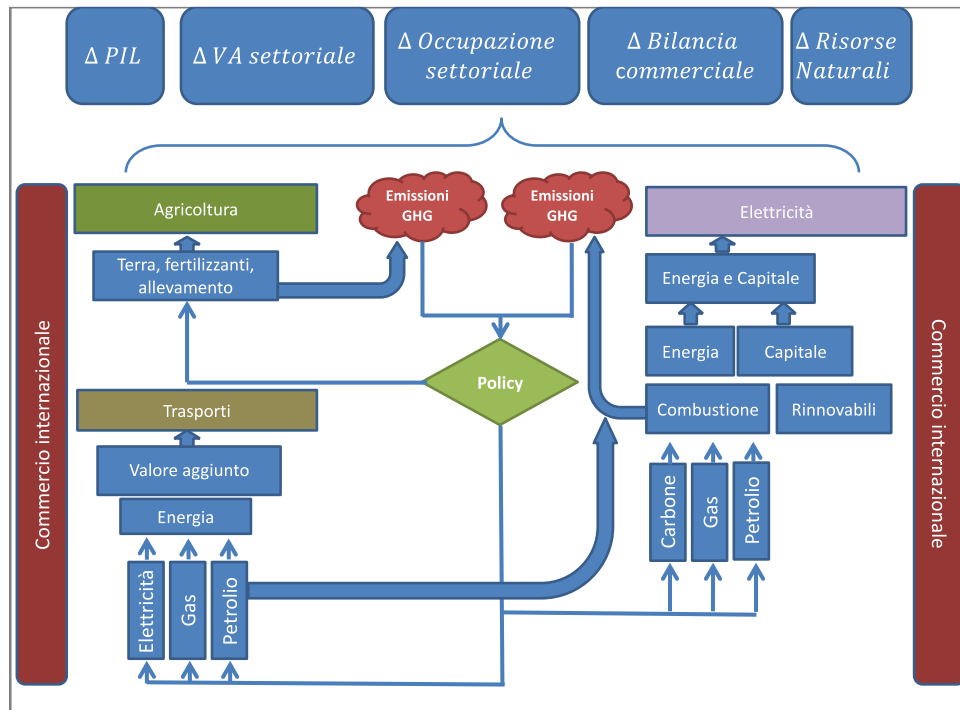 Δ PIL
Δ VA settoriale
Δ Occupazione
settoriale
Δ Bilancia
commerciale
Δ Risorse
Naturali
Commercio internazionale
Agricoltura
Terra, fertilizzanti,
allevamento
Emissioni
GHG
Emissioni
GHG
Elettricità
Energia e Capitale
Energia
Capitale
Policy
Combustione
Rinnovabili
Carbone
Gas
Petrolio
Trasporti
Valore aggiunto
Energia
Elettricità
Gas
Petrolio
Commercio internazionale